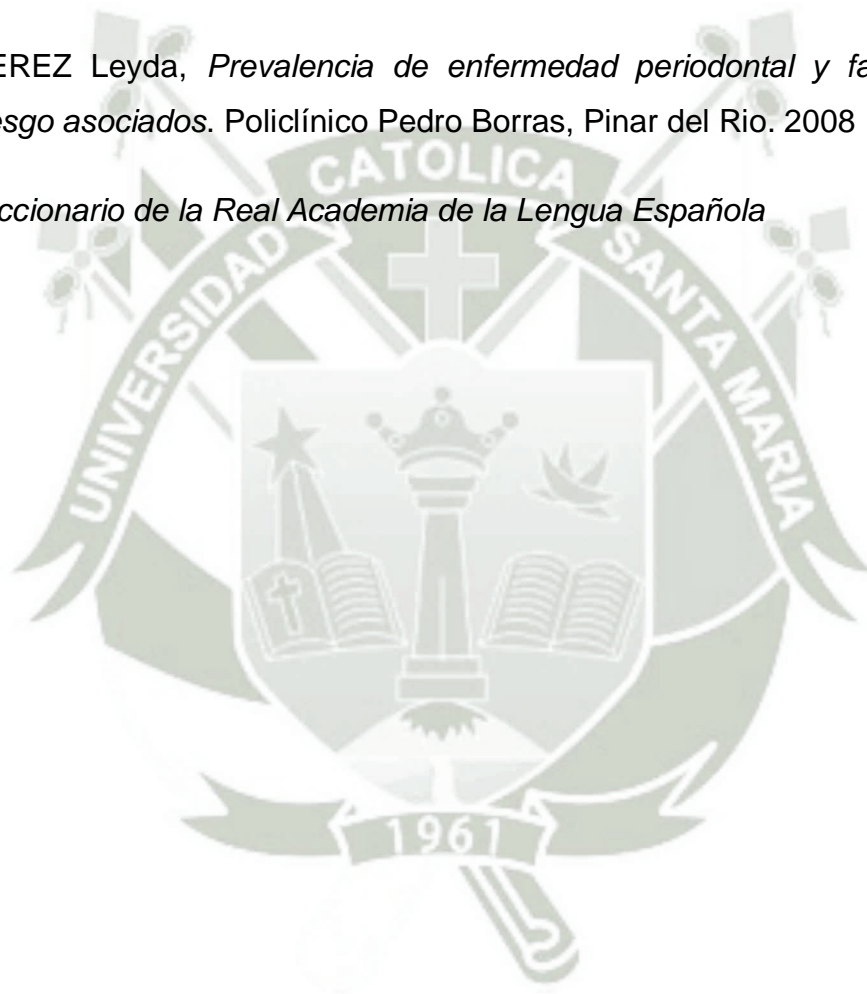 EREZ Leyda, Prevalencia de enfermedad periodontal y fa
esgo asociados. Policlínico Pedro Borras, Pinar del Rio. 2008
ccionario de la Real Academia de la Lengua Española
UNIVERSIDAD CATOLICA SANTA MARIA
1961